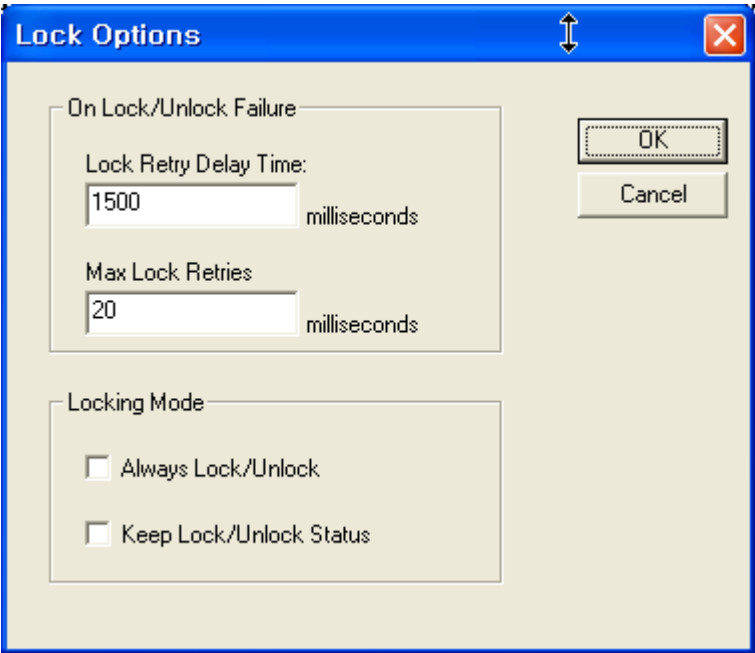 Lock Options
On Lock/Unlock Failure
Lock Retry Delay Time:
1500
milliseconds
Max Lock Retries
20
milliseconds
Locking Mode
Always Lock/Unlock
Keep Lock/Unlock Status
OK
Cancel